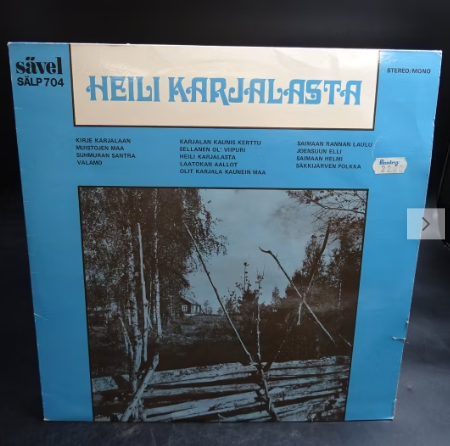 sävel
SÄLP 704
HEILI KARJALASTA
STEREO/MONO
KIRJE KARJALAAN
MUISTOJEN MAA
SUHMURAN SANTRA
VALAMO
KARJALAN KAUNIS KERTTU
SELLANEN OL' VIIPURI
HEILI KARJALASTA
LAATOKAN AALLOT
OLIT KARJALA KAUNEIN MAA
SAIMAAN RANNAN LAULU
JOENSUUN ELLI
SAIMAAN HELMI
SÄKKIJÄRVEN POLKKA